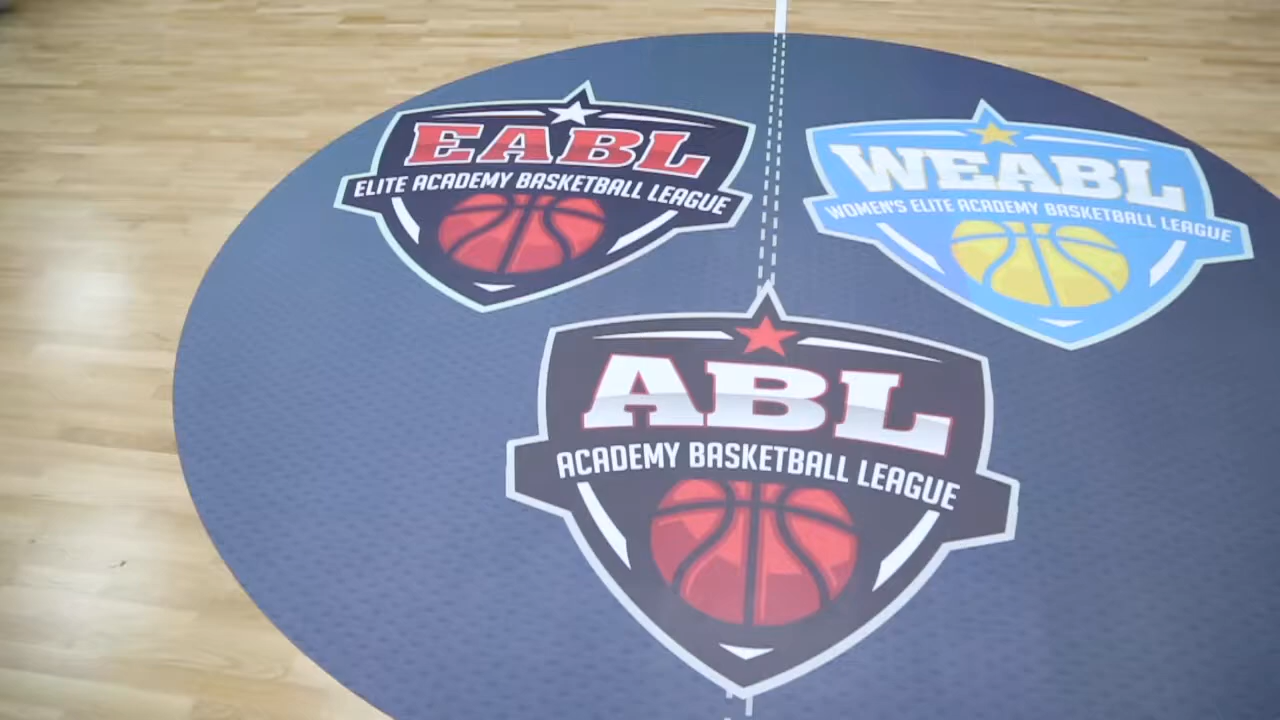 EABL
ELITE ACADEMY BASKETBALL LEAGUE
WEABL
WOMEN'S ELITE ACADEMY BASKETBALL LEAGUE
ABL
ACADEMY BASKETBALL LEAGUE